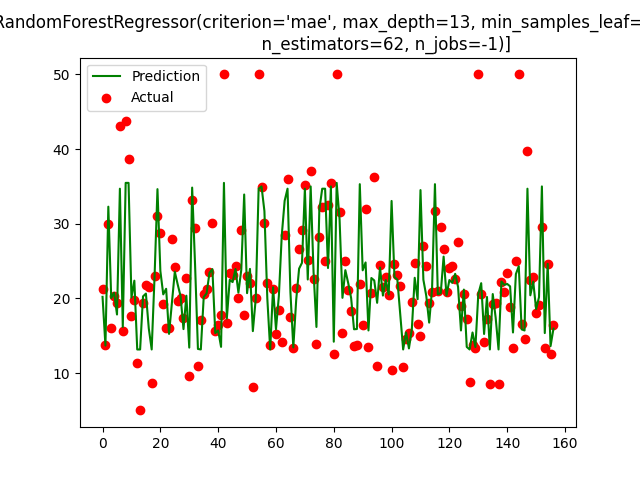 RandomForestRegressor(criterion='mae', max_depth=13, min_samples_leaf=
n_estimators=62, n_jobs=-1)]
Prediction
Actual
50
40
30
20
10
0 20 40 60 80 100 120 140 160